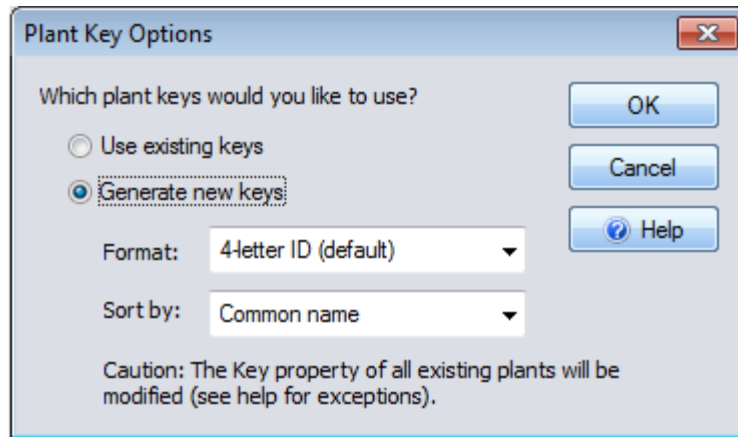 Plant Key Options
Which plant keys would you like to use?
OK
Use existing keys
Cancel
Generate new keys
Help
Format: 4-letter ID (default)
Sort by: Common name
Caution: The Key property of all existing plants will be
modified (see help for exceptions).